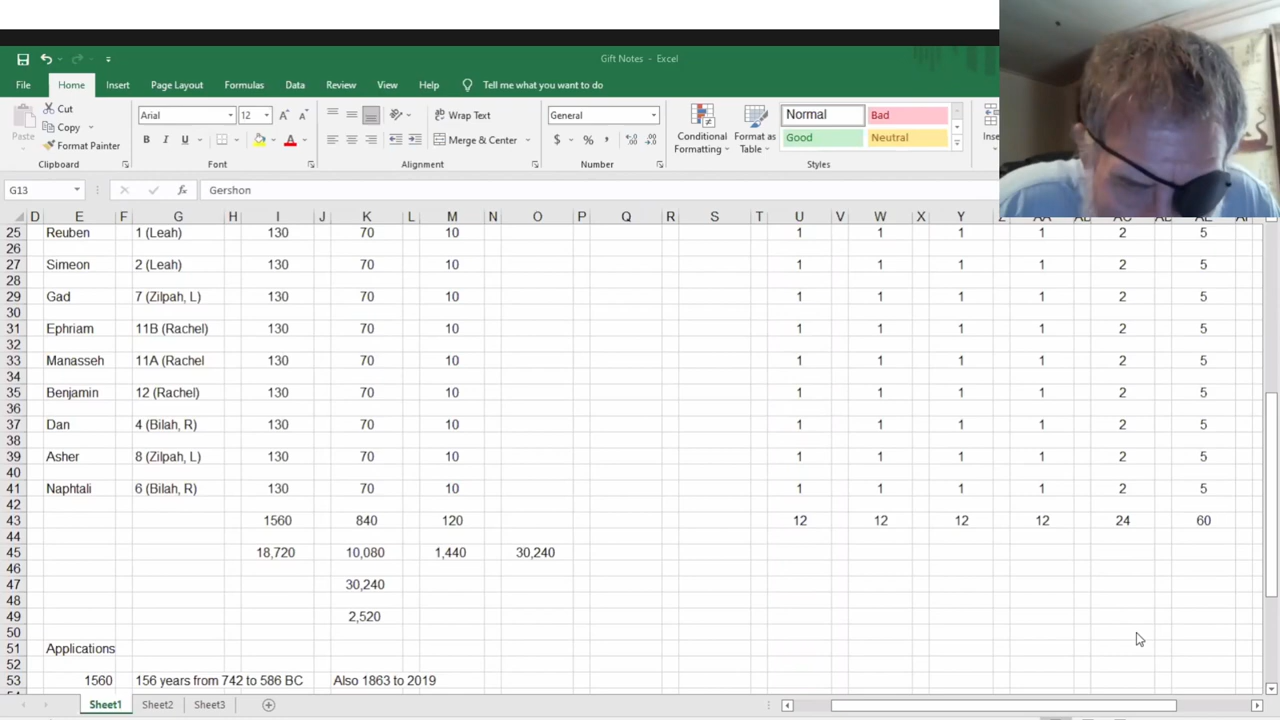 Gift Notes - Excel
File Home Insert Page Layout Formulas Data Review View Help Tell me what you want to do
Paste Cut Copy Format Painter
Arial 12 Wrap Text Merge & Center General Conditional Formatting Format as Table Normal Bad Good Neutral
B I U A $ % ,
Clipboard Font Alignment Number Styles
G13 fx Gershon
D E F G H I J K L M N O P Q R S T U V W X Y
25 Reuben 1 (Leah) 130 70 10 1 1 1 1 2 5
26
27 Simeon 2 (Leah) 130 70 10 1 1 1 1 2 5
28
29 Gad 7 (Zilpah, L) 130 70 10 1 1 1 1 2 5
30
31 Ephriam 11B (Rachel) 130 70 10 1 1 1 1 2 5
32
33 Manasseh 11A (Rachel 130 70 10 1 1 1 1 2 5
34
35 Benjamin 12 (Rachel) 130 70 10 1 1 1 1 2 5
36
37 Dan 4 (Bilah, R) 130 70 10 1 1 1 1 2 5
38
39 Asher 8 (Zilpah, L) 130 70 10 1 1 1 1 2 5
40
41 Naphtali 6 (Bilah, R) 130 70 10 1 1 1 1 2 5
42
43 1560 840 120 12 12 12 12 24 60
44
45 18,720 10,080 1,440 30,240
46
47 30,240
48
49 2,520
50
51 Applications
52
53 1560 156 years from 742 to 586 BC Also 1863 to 2019
Sheet1 Sheet2 Sheet3